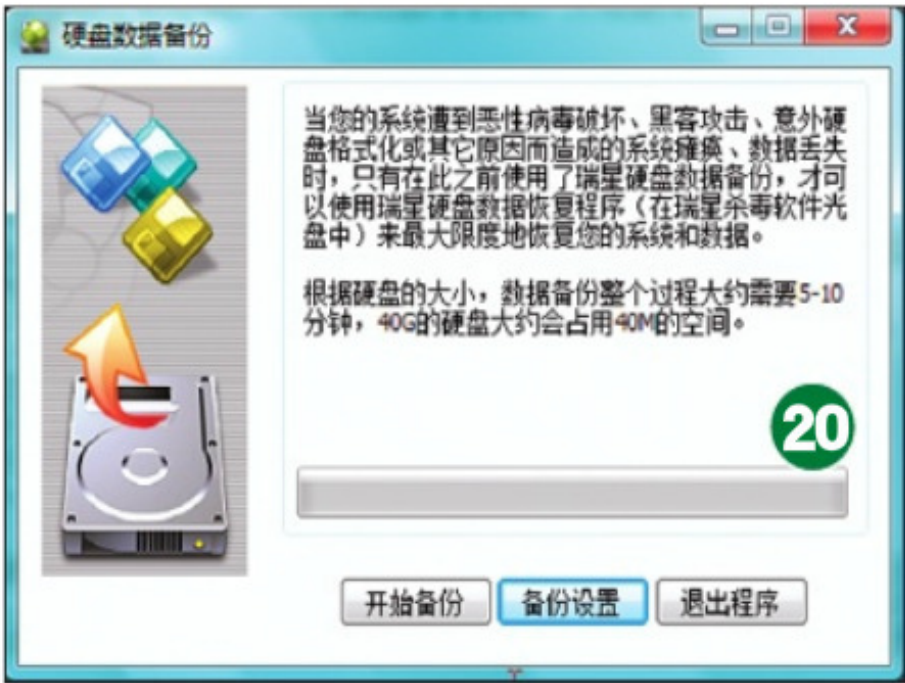 硬盘数据备份
当您的系统遭到恶性病毒破坏、黑客攻击、意外硬
盘格式化或其它原因而造成的系统瘫痪、数据丢失
时，只有在此之前使用了瑞星硬盘数据备份，才可
以使用瑞星硬盘数据恢复程序（在瑞星杀毒软件光
盘中）来最大限度地恢复您的系统和数据。
根据硬盘的大小，数据备份整个过程大约需要5-10
分钟，40G的硬盘大约会占用40M的空间。
20
开始备份 备份设置 退出程序